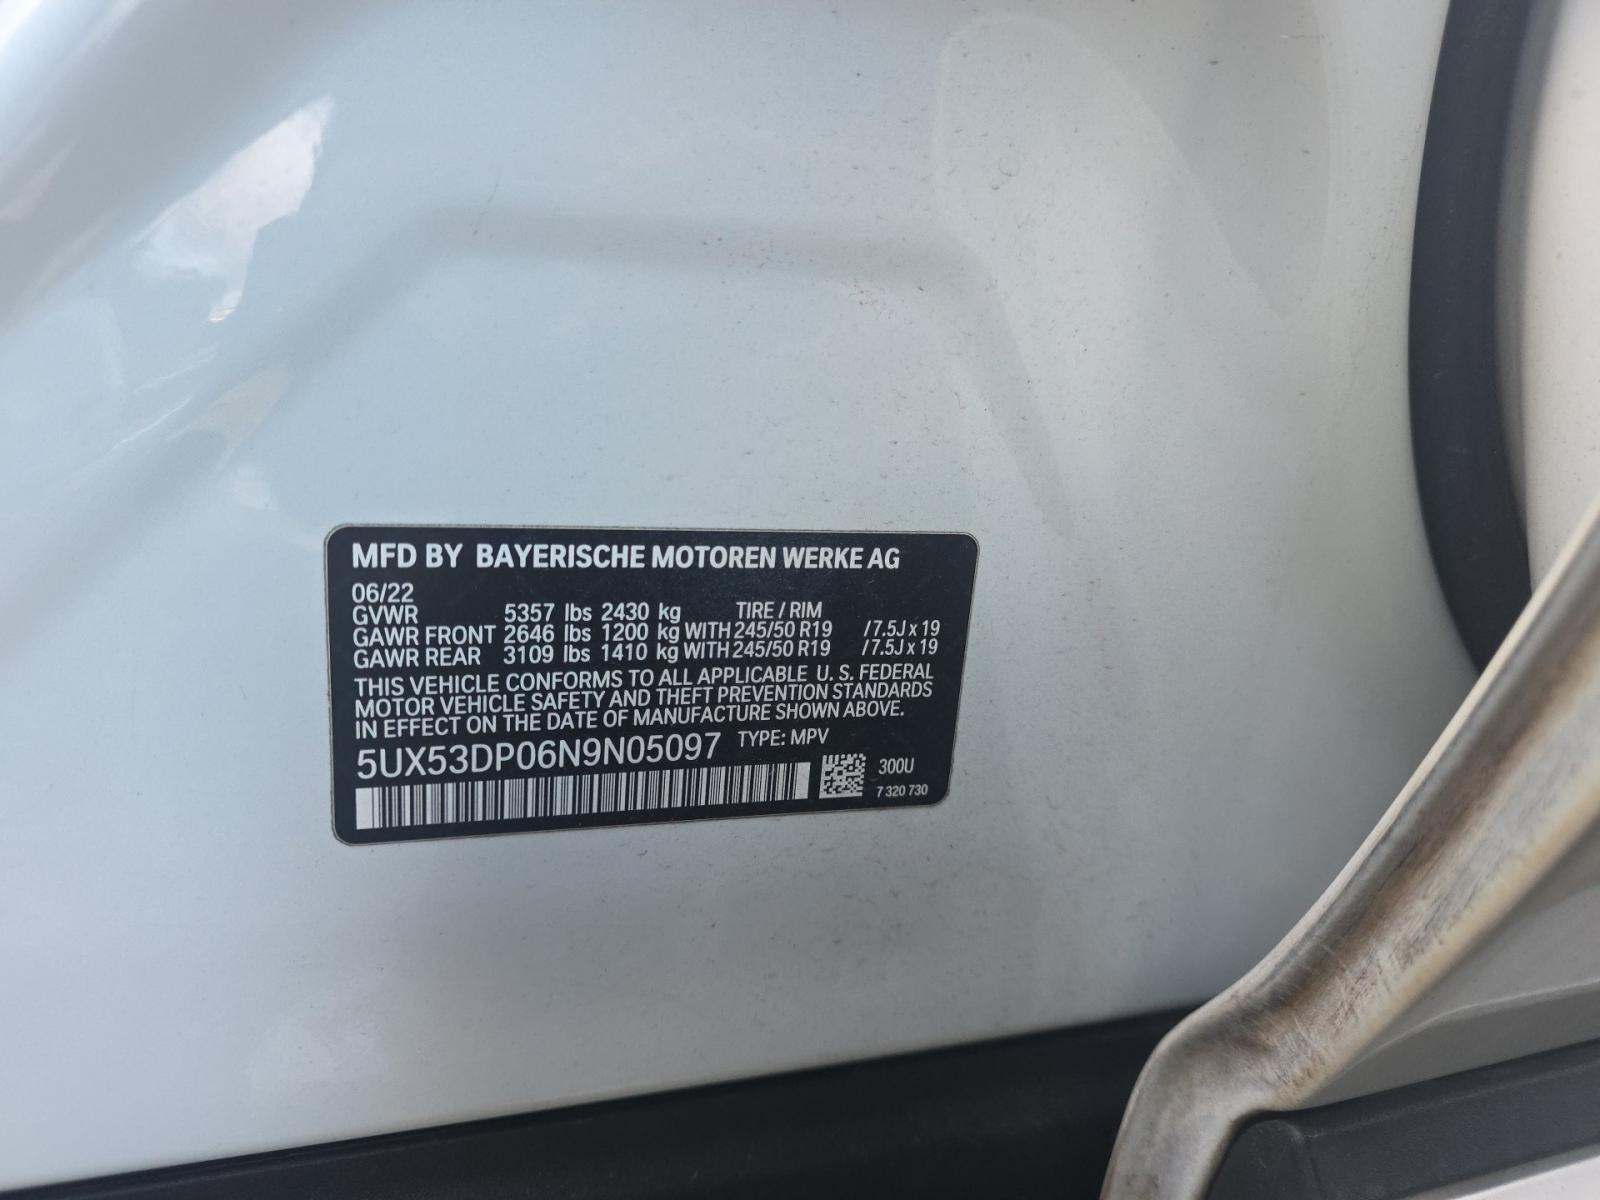 MFD BY BAYERISCHE MOTOREN WERKE AG
06/22
GVWR 5357 lbs 2430 kg TIRE / RIM
GAWR FRONT 2646 lbs 1200 kg WITH 245/50 R19 / 7.5J x 19
GAWR REAR 3109 lbs 1410 kg WITH 245/50 R19 / 7.5J x 19
THIS VEHICLE CONFORMS TO ALL APPLICABLE U. S. FEDERAL
MOTOR VEHICLE SAFETY AND THEFT PREVENTION STANDARDS
IN EFFECT ON THE DATE OF MANUFACTURE SHOWN ABOVE.
5UX53DP06N9N05097 TYPE: MPV
300U
7 320 730